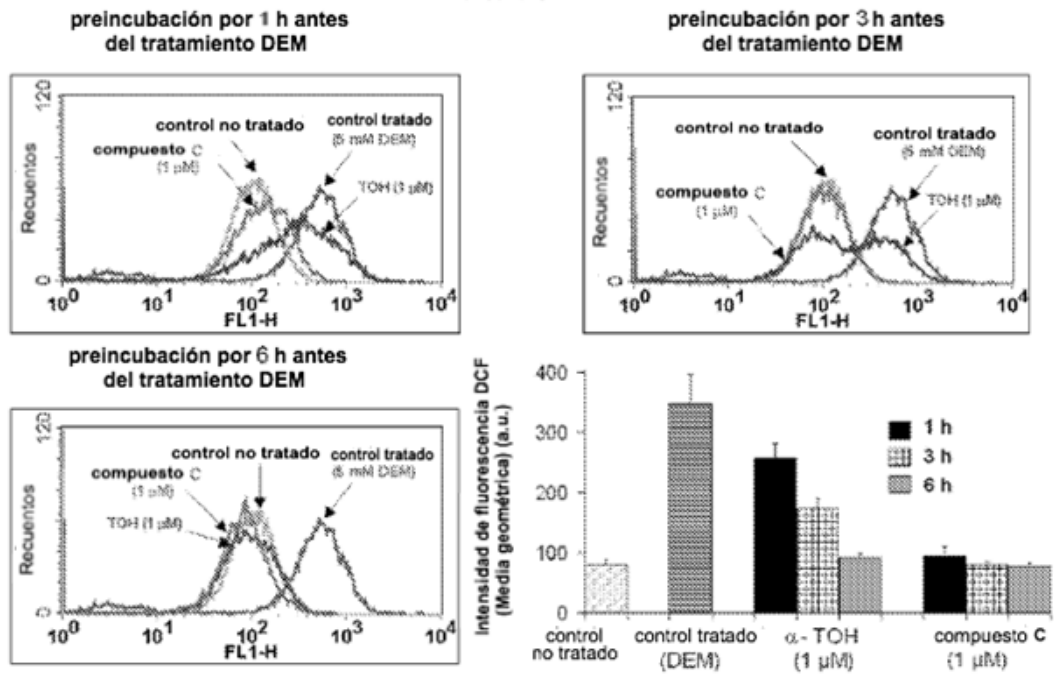 preincubación por 1 h antes
del tratamiento DEM
120
Recuentos
0
control no tratado
compuesto C
(1 µM)
control tratado
(5 mM DEM)
TOH (1 µM)
10^0 10^1 10^2 10^3 10^4
FL1-H
preincubación por 3 h antes
del tratamiento DEM
120
Recuentos
0
control no tratado
control tratado
(5 mM DEM)
compuesto C
(1 µM)
TOH (1 µM)
10^0 10^1 10^2 10^3 10^4
FL1-H
preincubación por 6 h antes
del tratamiento DEM
120
Recuentos
0
control no tratado
compuesto C
(1 µM)
control tratado
(5 mM DEM)
TOH (1 µM)
10^0 10^1 10^2 10^3 10^4
FL1-H
Intensidad de fluorescencia DCF
(Media geométrica) (a.u.)
400
300
200
100
0
1 h
3 h
6 h
control
no tratado
control tratado
(DEM)
α - TOH
(1 µM)
compuesto C
(1 µM)